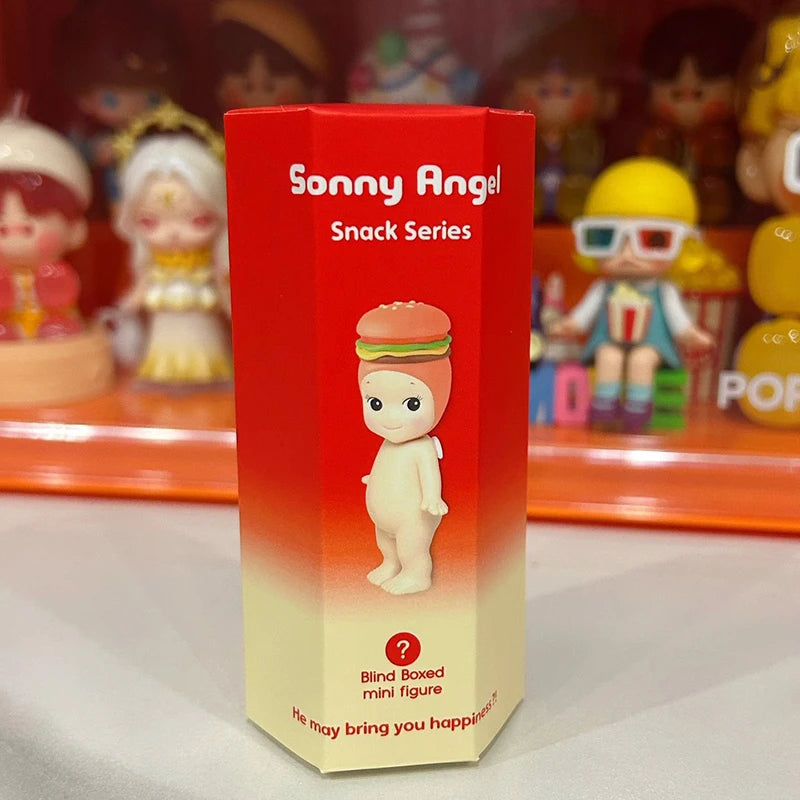 Sonny Angel
Snack Series
?
Blind Boxed
mini figure
He may bring you happiness?!
POP